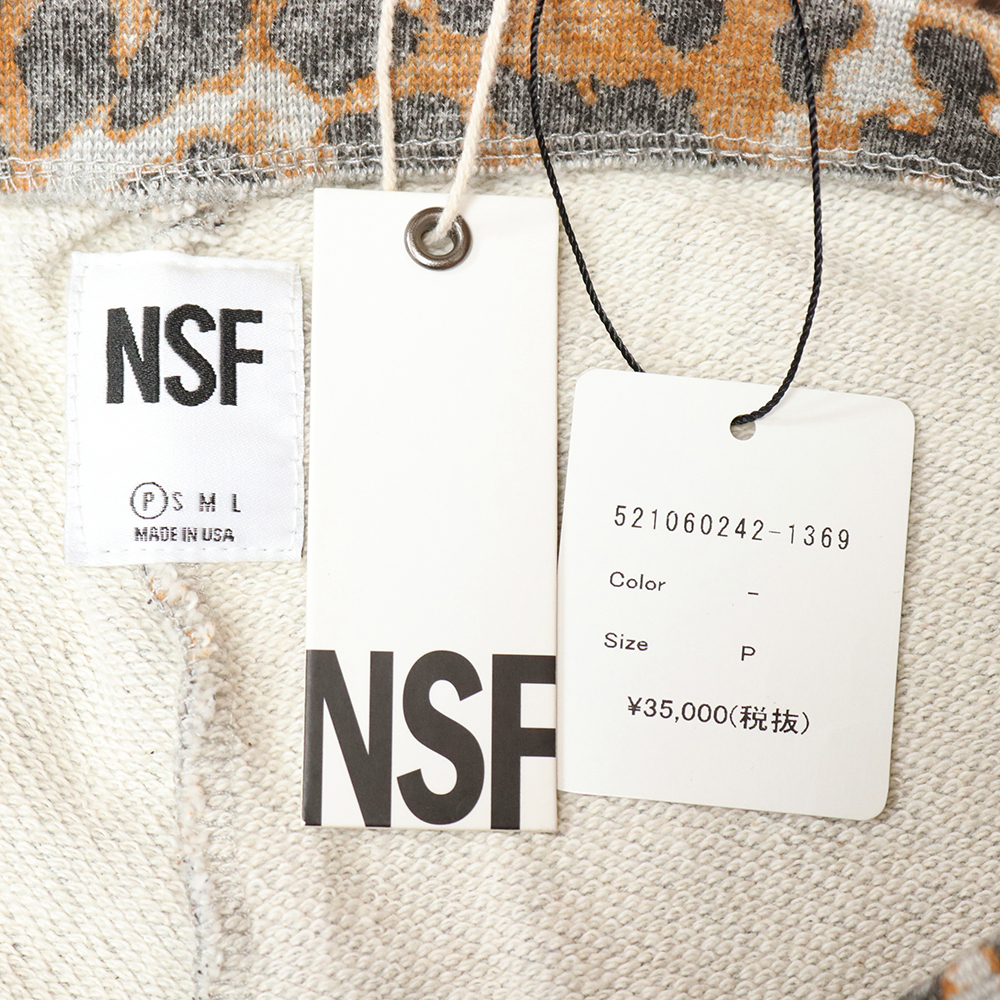 NSF
P S M L
MADE IN USA
NSF
521060242-1369
Color -
Size P
¥35,000(税抜)